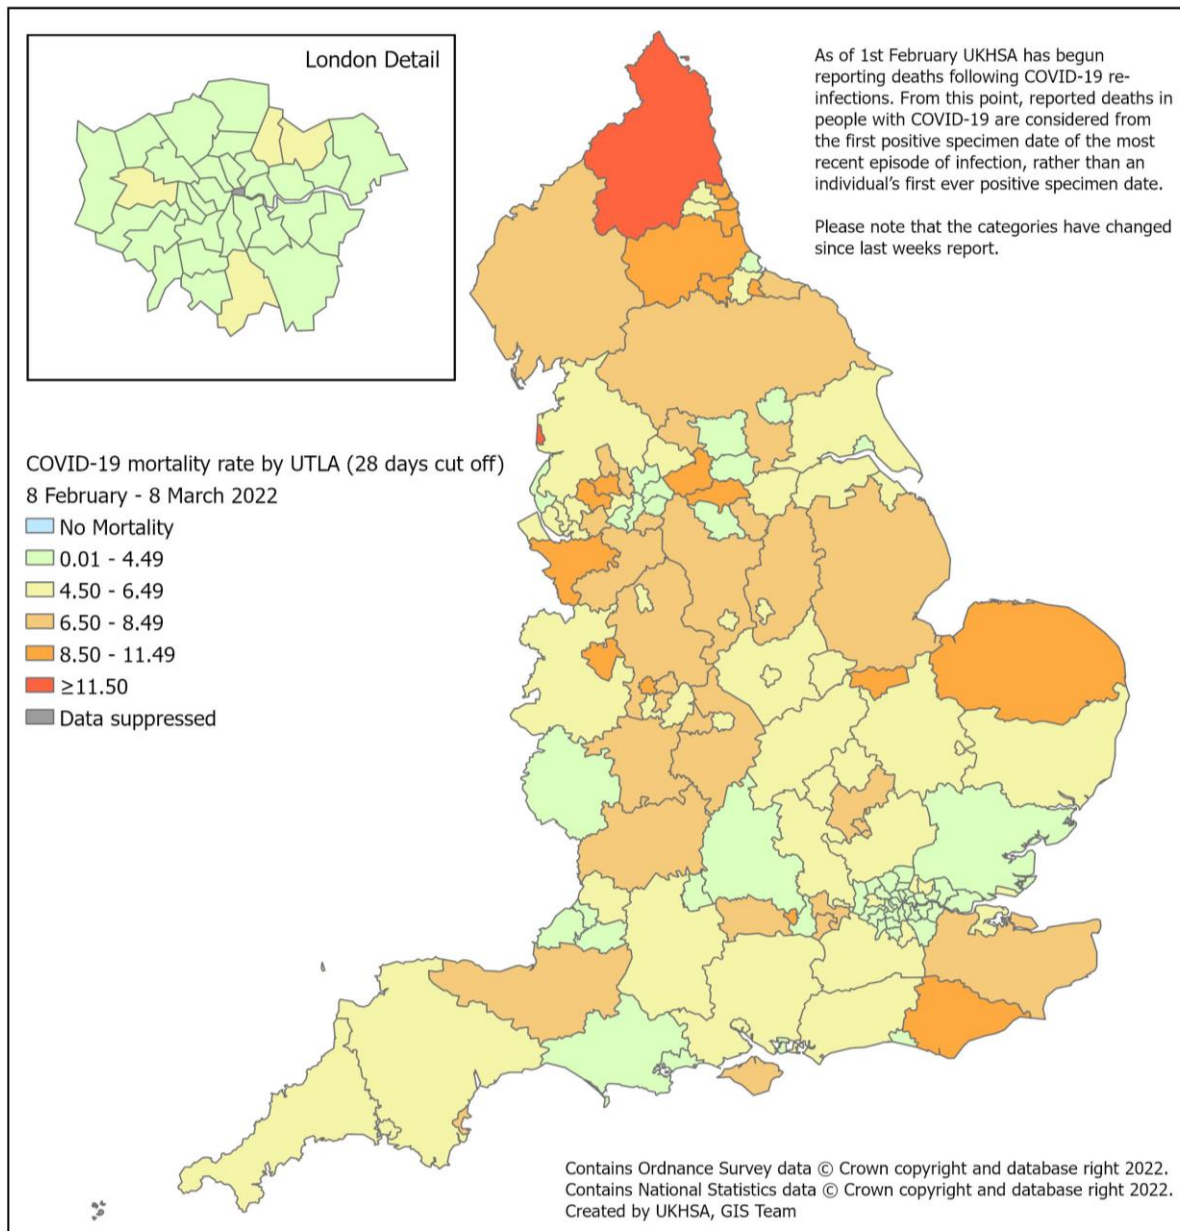 London Detail
As of 1st February UKHSA has begun
reporting deaths following COVID-19 re-
infections. From this point, reported deaths in
people with COVID-19 are considered from
the first positive specimen date of the most
recent episode of infection, rather than an
individual's first ever positive specimen date.
Please note that the categories have changed
since last weeks report.
COVID-19 mortality rate by UTLA (28 days cut off)
8 February - 8 March 2022
No Mortality
0.01 - 4.49
4.50 - 6.49
6.50 - 8.49
8.50 - 11.49
≥11.50
Data suppressed
Contains Ordnance Survey data © Crown copyright and database right 2022.
Contains National Statistics data © Crown copyright and database right 2022.
Created by UKHSA, GIS Team